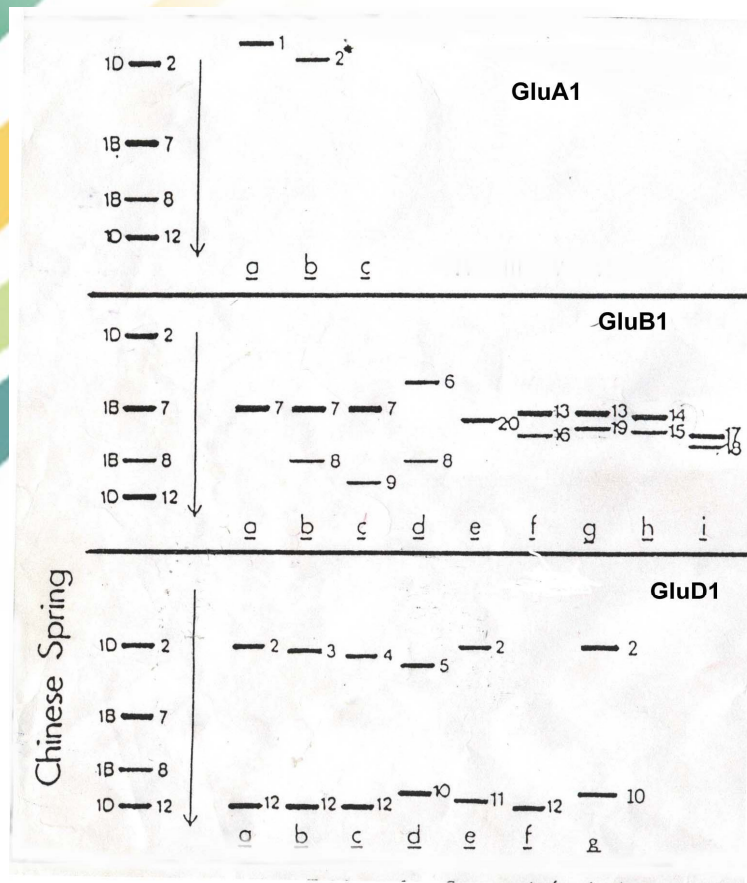 1
1D 2
2*
GluA1
1B 7
1B 8
1D 12
a b c
GluB1
1D 2
6
1B 7
7 7 7
13 13 14
20
16 19 15 17
18
1B 8
8 8
9
1D 12
a b c d e f g h i
GluD1
Chinese Spring
1D 2
2 3 4 5 2 2
1B 7
1B 8
10 11 10
1D 12
12 12 12 12
a b c d e f g